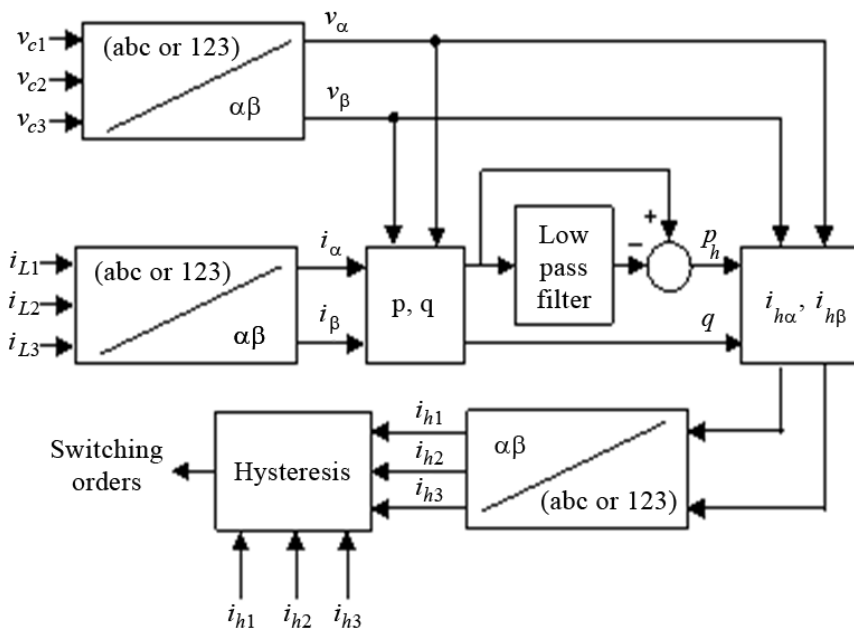 v_c1
v_c2
v_c3
(abc or 123)
αβ
v_α
v_β
i_L1
i_L2
i_L3
(abc or 123)
αβ
i_α
i_β
p, q
Low
pass
filter
+
−
p_h
q
i_hα, i_hβ
αβ
(abc or 123)
i_h1
i_h2
i_h3
Hysteresis
Switching
orders
i_h1 i_h2 i_h3